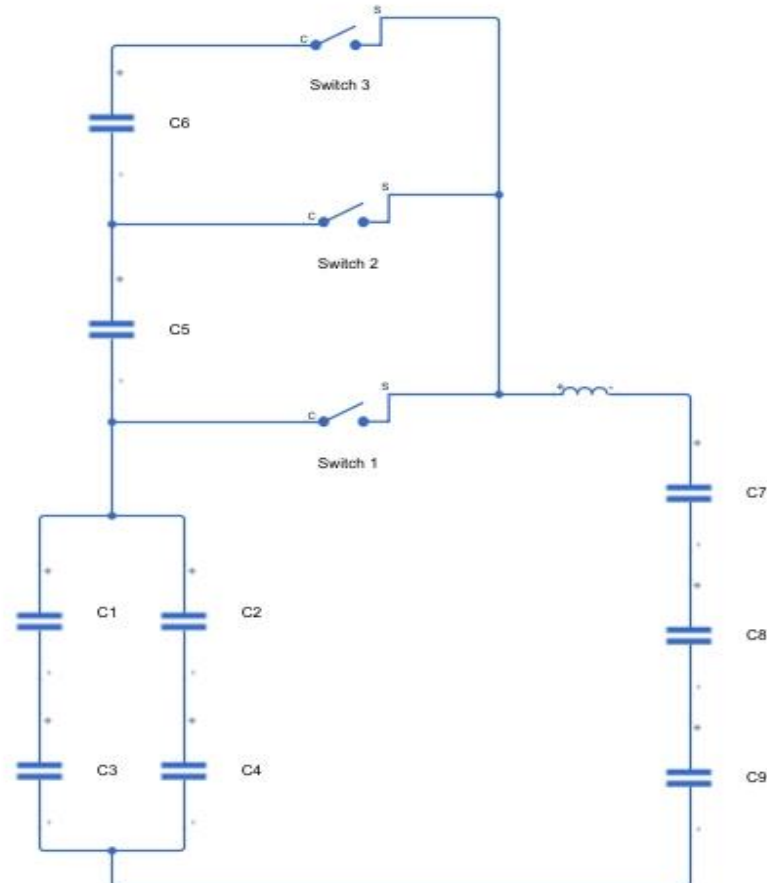 S
C
Switch 3
+
C6
-
S
C
Switch 2
+
C5
-
S
C
Switch 1
+ -
+
C7
-
+
C1
+
C2
+
C8
-
-
-
+
+
+
C3
C4
C9
-
-
-